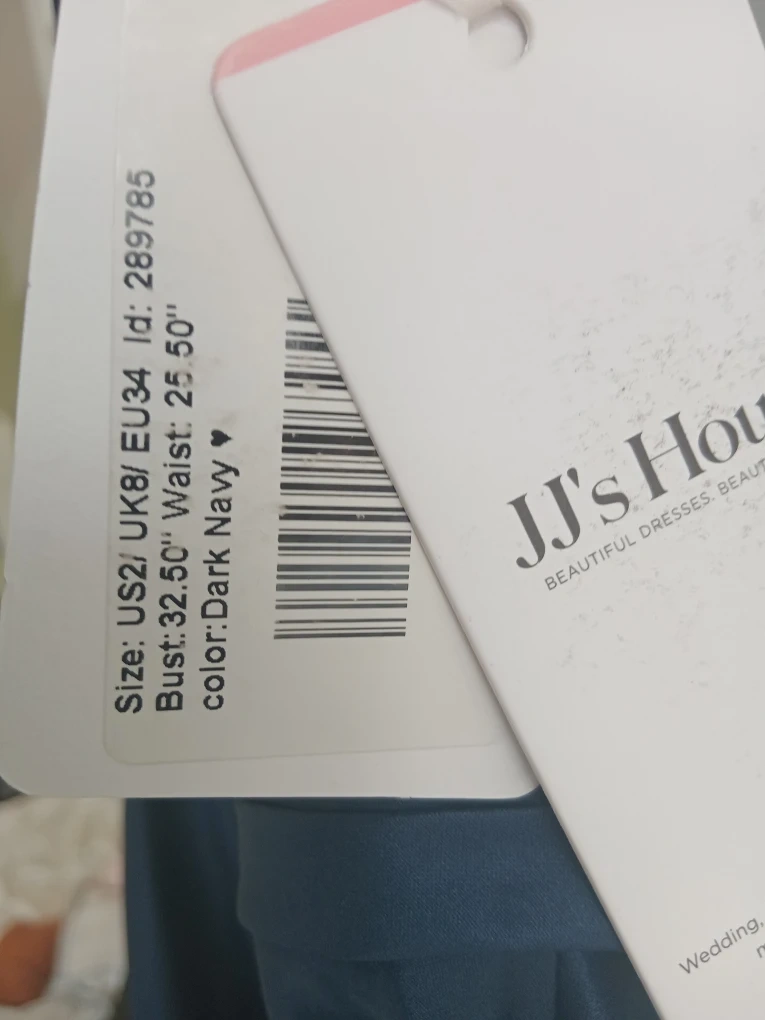 Size: US2/ UK8/ EU34 Id: 289785
Bust:32.50" Waist: 25.50"
color:Dark Navy ♥
JJ's Hou
BEAUTIFUL DRESSES. BEAUT
Wedding,